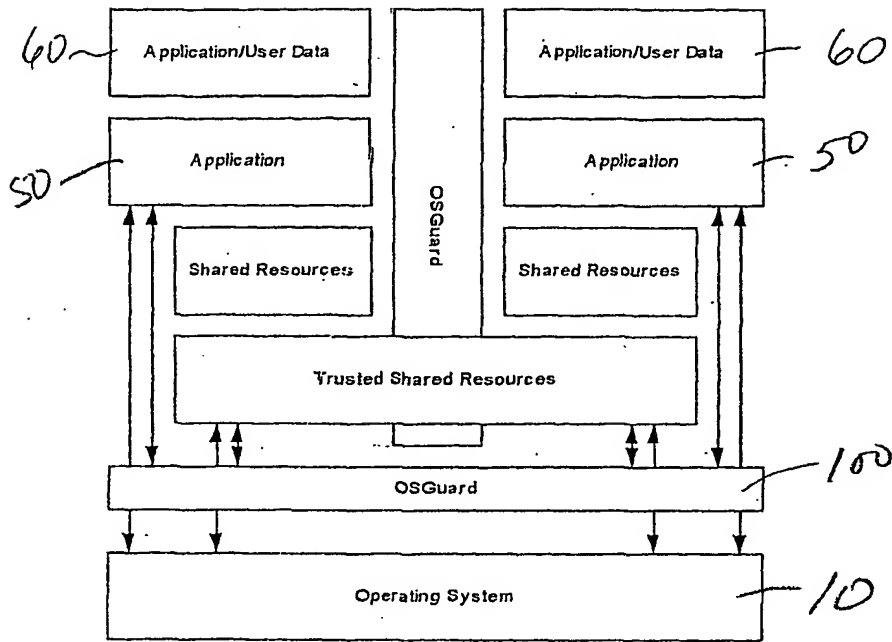 60 Application/User Data Application/User Data 60
50 Application Application 50
OSGuard
Shared Resources Shared Resources
Trusted Shared Resources
OSGuard 100
Operating System 10